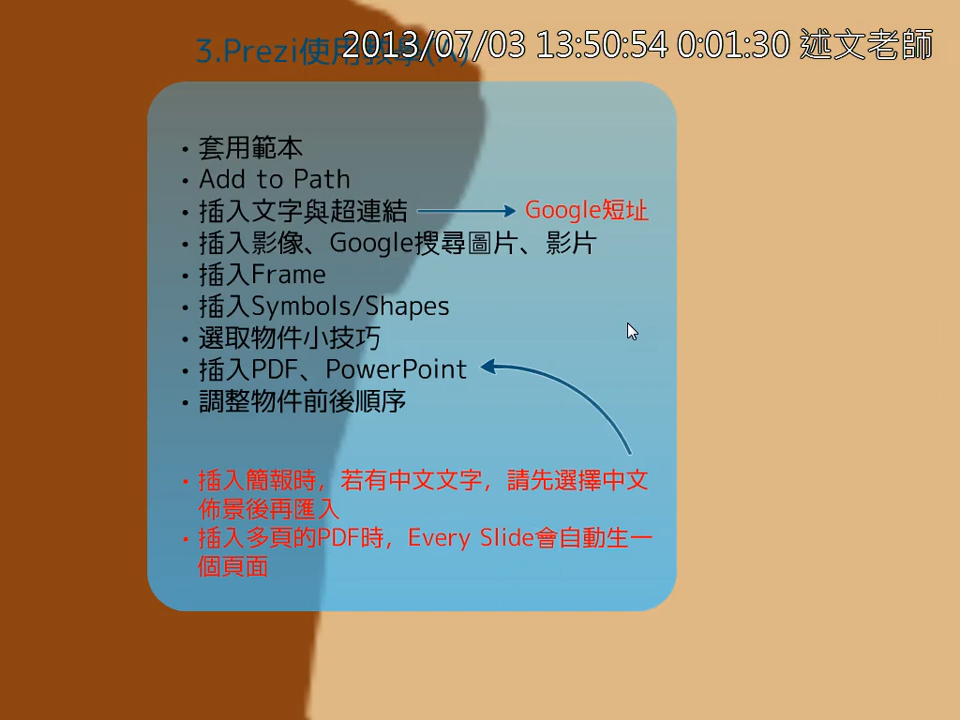 3.Prezi使用教學(A)
2013/07/03 13:50:54 0:01:30 述文老師
• 套用範本
• Add to Path
• 插入文字與超連結
Google短址
• 插入影像、Google搜尋圖片、影片
• 插入Frame
• 插入Symbols/Shapes
• 選取物件小技巧
• 插入PDF、PowerPoint
• 調整物件前後順序
• 插入簡報時，若有中文文字，請先選擇中文
佈景後再匯入
• 插入多頁的PDF時，Every Slide會自動生一
個頁面